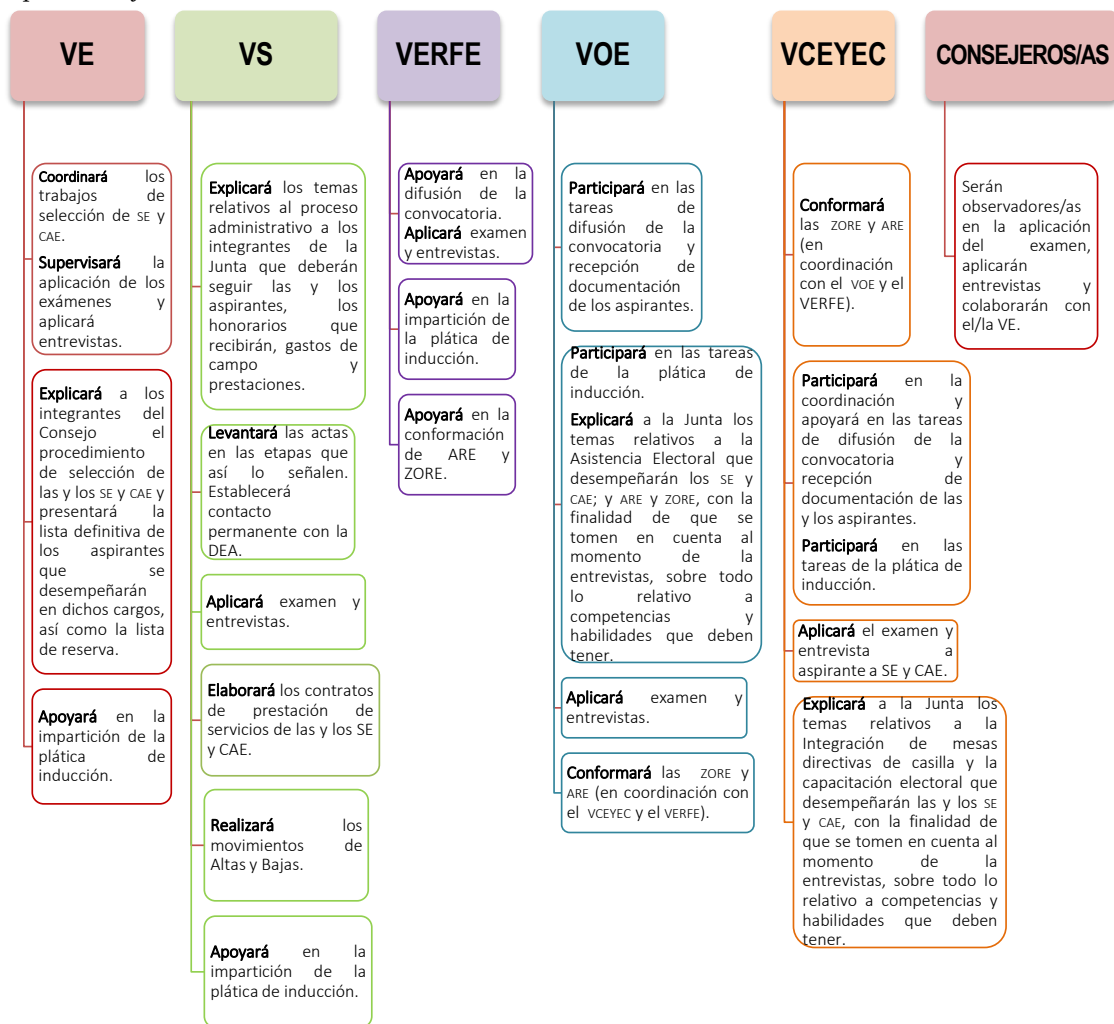 VE
Coordinará los
trabajos de
selección de SE y
CAE.
Supervisará la
aplicación de los
exámenes y
aplicará
entrevistas.
Explicará a los
integrantes del
Consejo el
procedimiento
de selección de
las y los SE y CAE y
presentará la
lista definitiva de
los aspirantes
que se
desempeñarán
en dichos cargos,
así como la lista
de reserva.
Apoyará en la
impartición de la
plática de
inducción.
VS
Explicará los temas
relativos al proceso
administrativo a los
integrantes de la
Junta que deberán
seguir las y los
aspirantes, los
honorarios que
recibirán, gastos de
campo y
prestaciones.
Levantará las actas
en las etapas que
así lo señalen.
Establecerá
contacto
permanente con la
DEA.
Aplicará examen y
entrevistas.
Elaborará los contratos
de prestación de
servicios de las y los SE
y CAE.
Realizará los
movimientos de
Altas y Bajas.
Apoyará en la
impartición de la
plática de inducción.
VERFE
Apoyará en la
difusión de la
convocatoria.
Aplicará examen
y entrevistas.
Apoyará en la
impartición de
la plática de
inducción.
Apoyará en la
conformación
de ARE y
ZORE.
VOE
Participará en las
tareas de
difusión de la
convocatoria y
recepción de
documentación
de los aspirantes.
Participará en las tareas
de la plática de
inducción.
Explicará a la Junta los
temas relativos a la
Asistencia Electoral que
desempeñarán los SE y
CAE; y ARE y ZORE, con la
finalidad de que se
tomen en cuenta al
momento de la
entrevistas, sobre todo
lo relativo a
competencias y
habilidades que deben
tener.
Aplicará examen y
entrevistas.
Conformará las ZORE y
ARE (en coordinación con
el VCEYEC y el VERFE).
VCEYEC
Conformará
las ZORE y ARE
(en
coordinación
con el VOE y el
VERFE).
Participará en la
coordinación y
apoyará en las tareas
de difusión de la
convocatoria y
recepción de
documentación de las
y los aspirantes.
Participará en las
tareas de la plática de
inducción.
Aplicará el examen y
entrevista a
aspirante a SE y CAE.
Explicará a la Junta los
temas relativos a la
Integración de mesas
directivas de casilla y la
capacitación electoral que
desempeñarán las y los SE
y CAE, con la finalidad de
que se tomen en cuenta al
momento de la
entrevistas, sobre todo lo
relativo a competencias y
habilidades que deben
tener.
CONSEJEROS/AS
Serán
observadores/as
en la aplicación
del examen,
aplicarán
entrevistas y
colaborarán con
el/la VE.